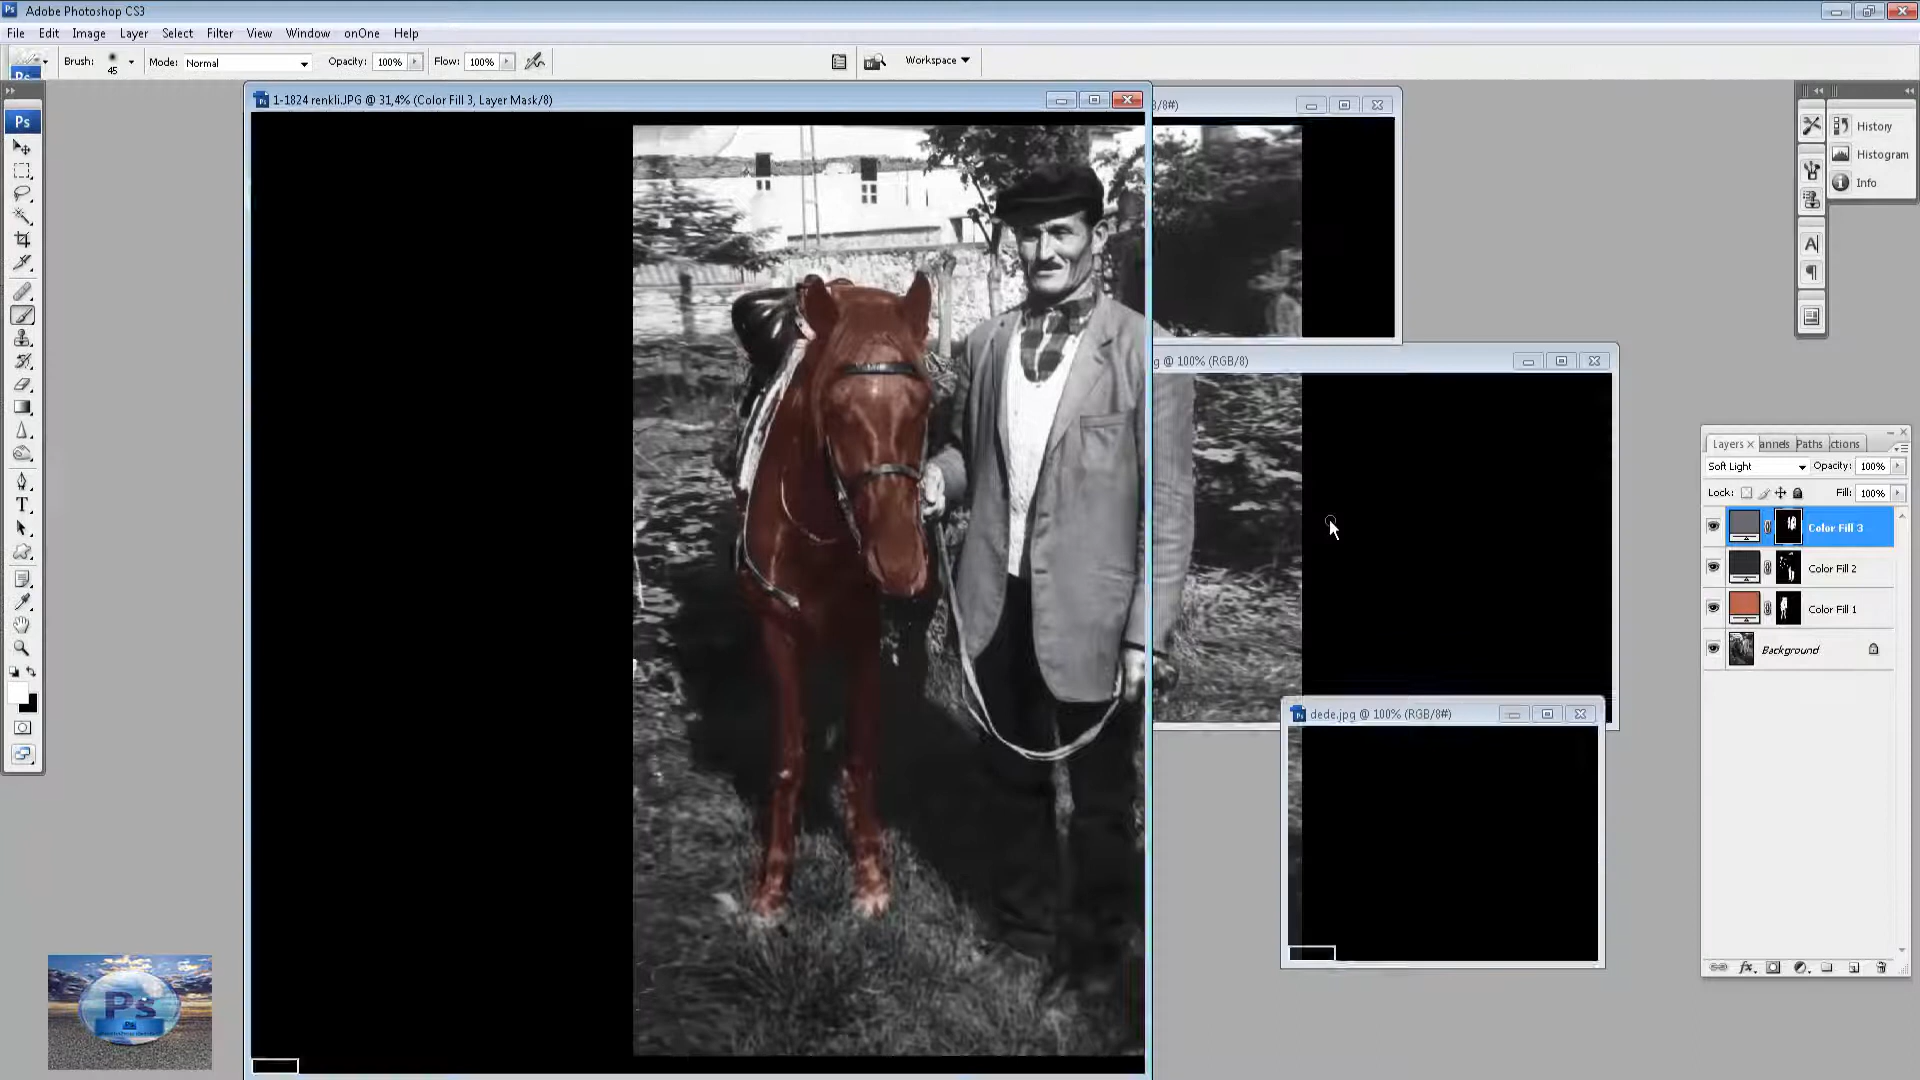 Adobe Photoshop CS3
File Edit Image Layer Select Filter View Window onOne Help
Brush: 45 Mode: Normal Opacity: 100% Flow: 100% Workspace
1-1824 renkli.JPG @ 31,4% (Color Fill 3, Layer Mask/8)
3/8#)
History
Histogram
Info
g @ 100% (RGB/8)
Layers annels Paths ctions
Soft Light Opacity: 100%
Lock: Fill: 100%
Color Fill 3
Color Fill 2
Color Fill 1
Background
dede.jpg @ 100% (RGB/8#)
Ps